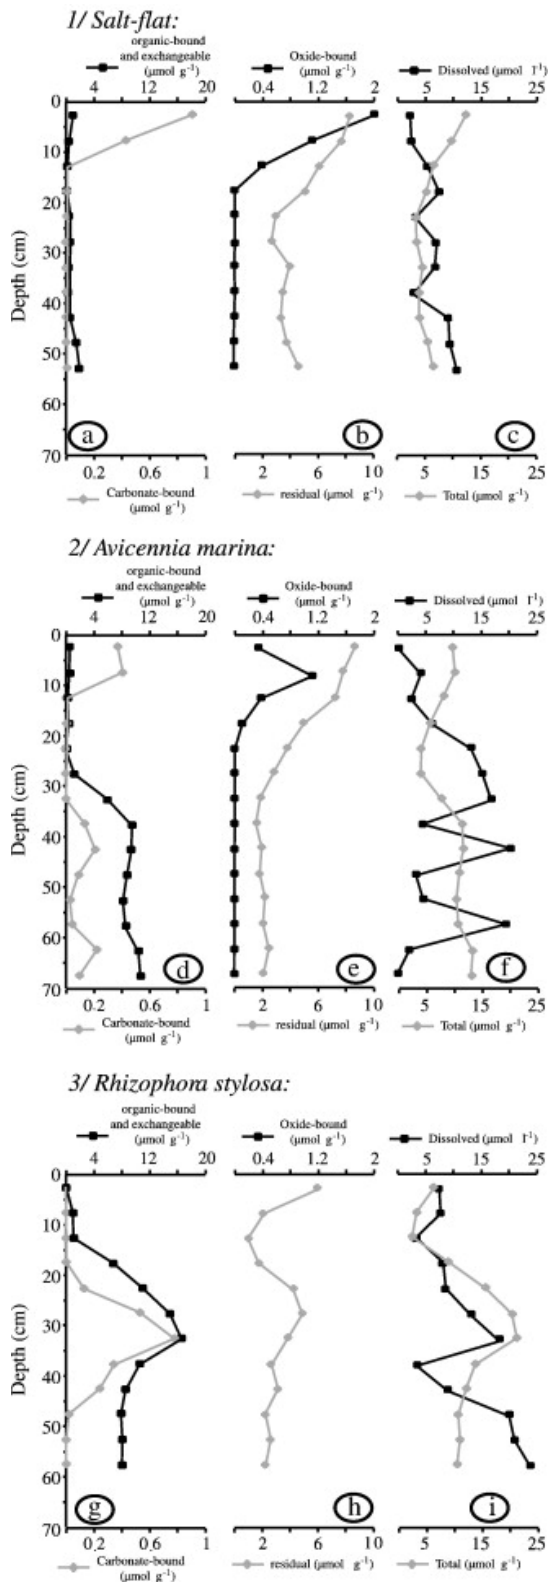 1/ Salt-flat:
organic-bound
and exchangeable
(μmol g⁻¹)
Oxide-bound
(μmol g⁻¹)
Dissolved (μmol l⁻¹)
4 12 20
0.4 1.2 2
5 15 25
0
10
20
30
40
50
60
70
Depth (cm)
a
b
c
0.2 0.6 1
2 6 10
5 15 25
Carbonate-bound
(μmol g⁻¹)
residual (μmol g⁻¹)
Total (μmol g⁻¹)
2/ Avicennia marina:
organic-bound
and exchangeable
(μmol g⁻¹)
Oxide-bound
(μmol g⁻¹)
Dissolved (μmol l⁻¹)
4 12 20
0.4 1.2 2
5 15 25
0
10
20
30
40
50
60
70
Depth (cm)
d
e
f
0.2 0.6 1
2 6 10
5 15 25
Carbonate-bound
(μmol g⁻¹)
residual (μmol g⁻¹)
Total (μmol g⁻¹)
3/ Rhizophora stylosa:
organic-bound
and exchangeable
(μmol g⁻¹)
Oxide-bound
(μmol g⁻¹)
Dissolved (μmol l⁻¹)
4 12 20
0.4 1.2 2
5 15 25
0
10
20
30
40
50
60
70
Depth (cm)
g
h
i
0.2 0.6 1
2 6 10
5 15 25
Carbonate-bound
(μmol g⁻¹)
residual (μmol g⁻¹)
Total (μmol g⁻¹)